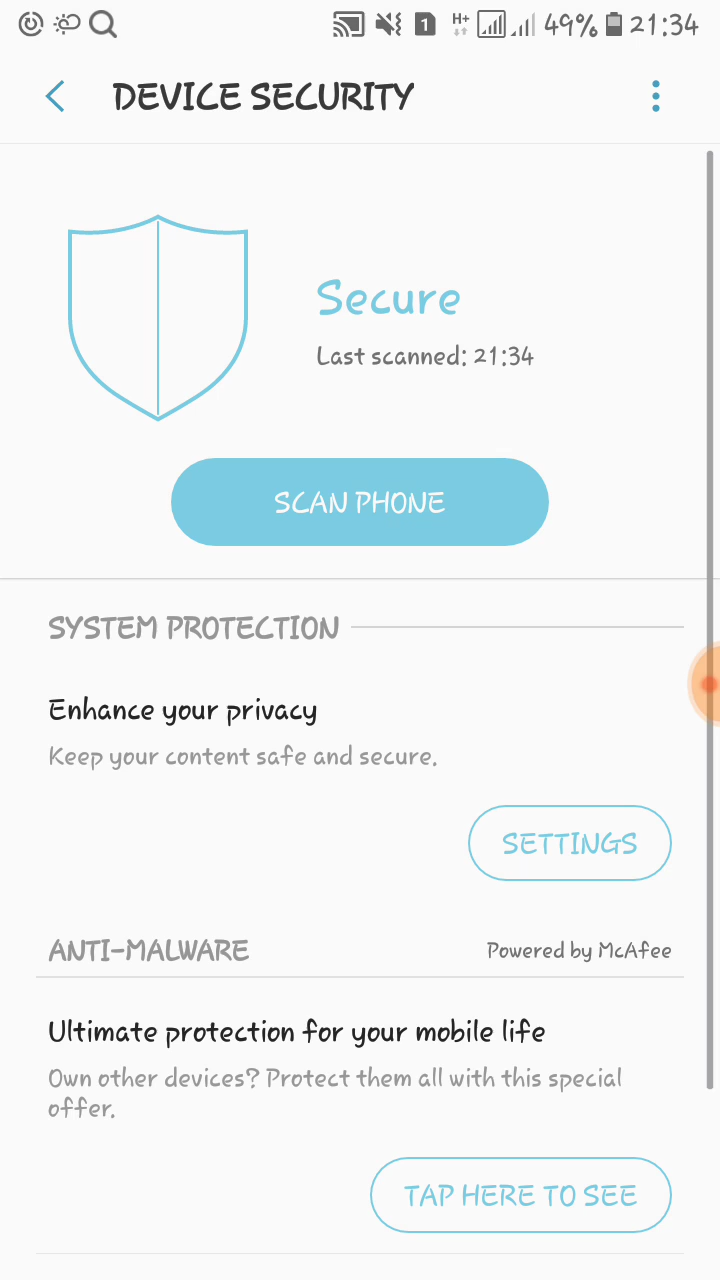 1 H+ 49% 21:34
DEVICE SECURITY
Secure
Last scanned: 21:34
SCAN PHONE
SYSTEM PROTECTION
Enhance your privacy
Keep your content safe and secure.
SETTINGS
ANTI-MALWARE Powered by McAfee
Ultimate protection for your mobile life
Own other devices? Protect them all with this special
offer.
TAP HERE TO SEE